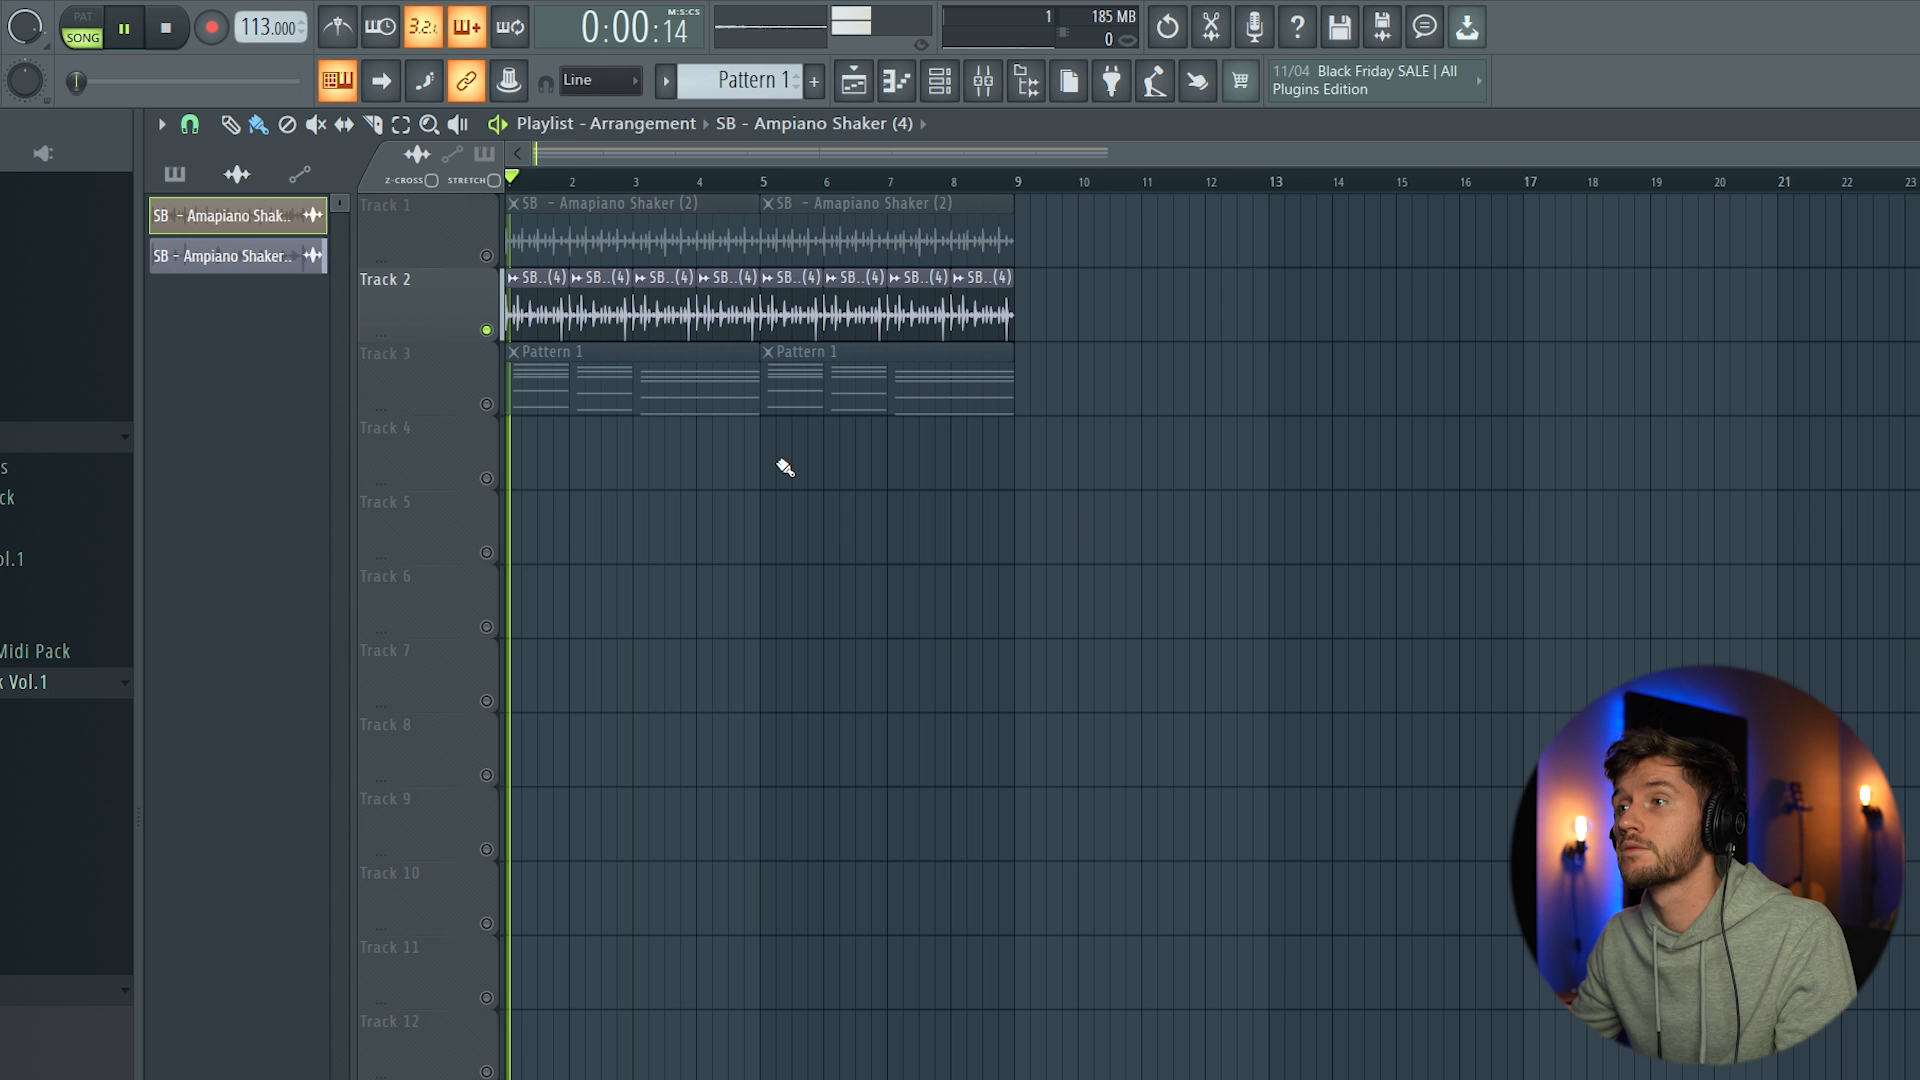 PAT
SONG
113.000
3.2.
0:00:14
M:S:CS
1
185 MB
0
Line
Pattern 1
11/04 Black Friday SALE | All
Plugins Edition
Playlist - Arrangement
SB - Ampiano Shaker (4)
Z-CROSS
STRETCH
2 3 4 5 6 7 8 9 10 11 12 13 14 15 16 17 18 19 20 21 22 23
SB - Amapiano Shak..
SB - Ampiano Shaker..
s
ck
ol.1
Midi Pack
k Vol.1
Track 1
SB - Amapiano Shaker (2)
SB - Amapiano Shaker (2)
Track 2
SB..(4) SB..(4) SB..(4) SB..(4) SB..(4) SB..(4) SB..(4) SB..(4)
Track 3
Pattern 1
Pattern 1
Track 4
Track 5
Track 6
Track 7
Track 8
Track 9
Track 10
Track 11
Track 12